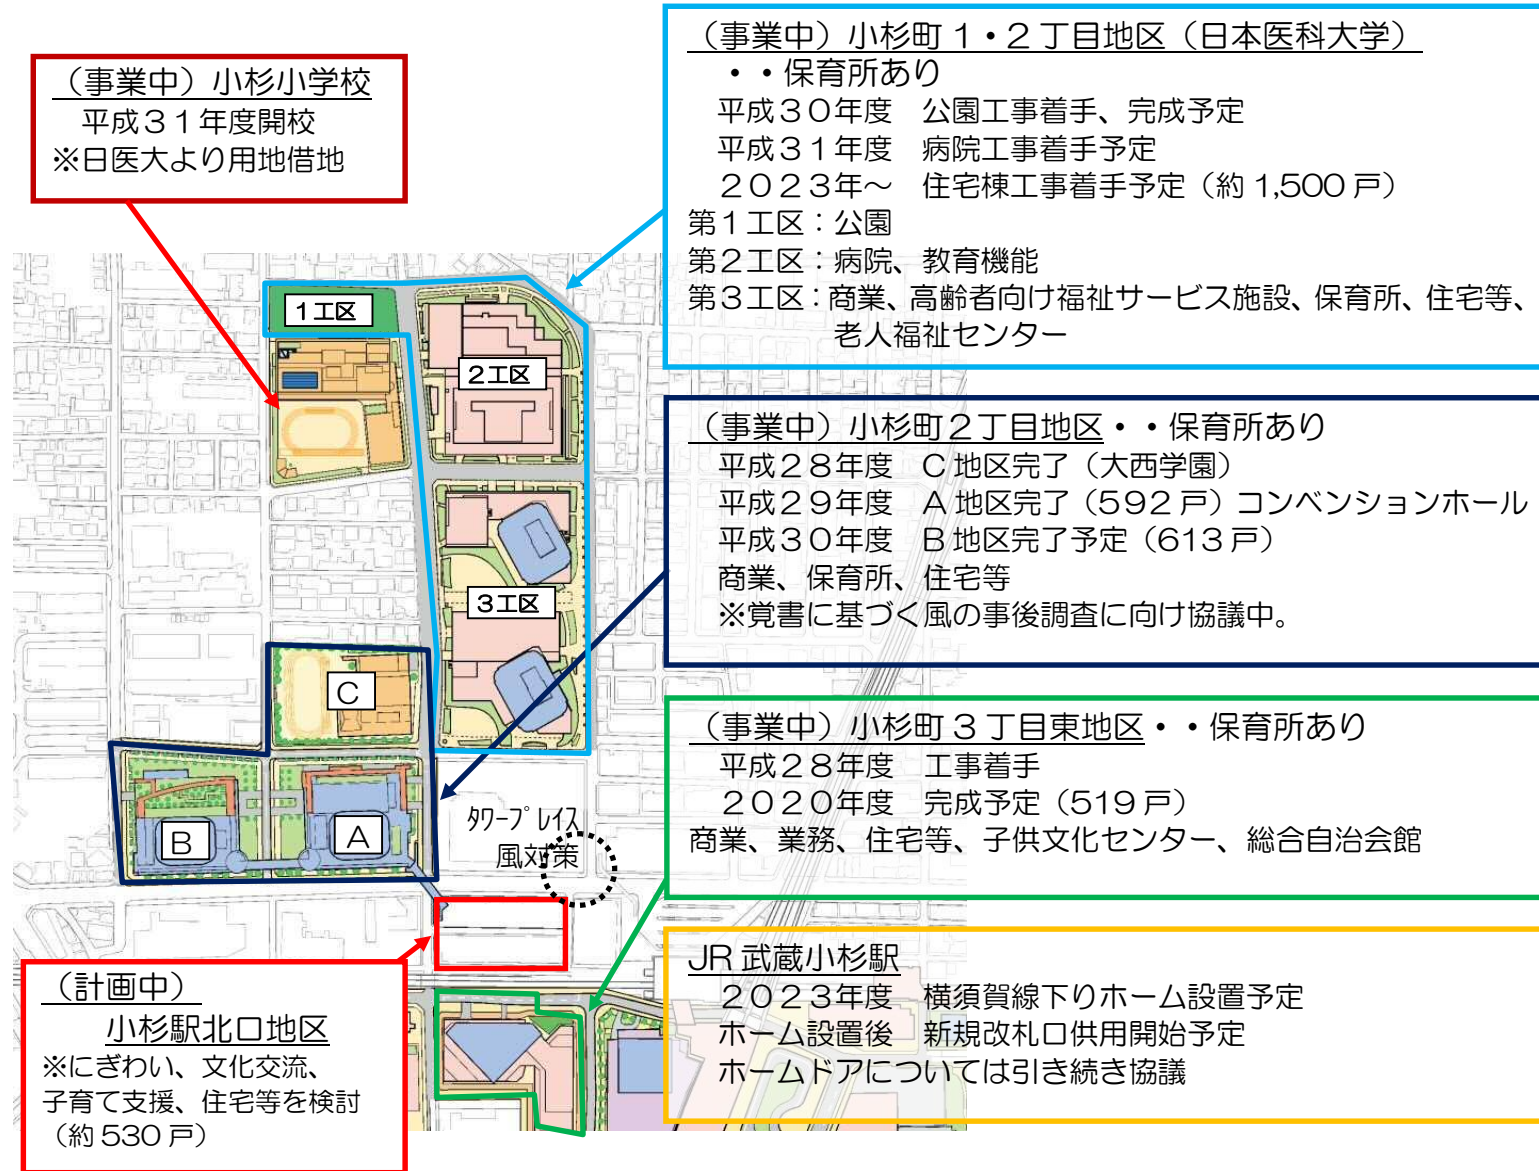 （事業中）小杉小学校
平成３１年度開校
※日医大より用地借地
（事業中）小杉町１・２丁目地区（日本医科大学）
・・保育所あり
平成３０年度　公園工事着手、完成予定
平成３１年度　病院工事着手予定
２０２３年～　住宅棟工事着手予定（約 1,500 戸）
第１工区：公園
第２工区：病院、教育機能
第３工区：商業、高齢者向け福祉サービス施設、保育所、住宅等、
老人福祉センター
（事業中）小杉町２丁目地区・・保育所あり
平成２８年度　Ｃ地区完了（大西学園）
平成２９年度　Ａ地区完了（592 戸）コンベンションホール
平成３０年度　Ｂ地区完了予定（613 戸）
商業、保育所、住宅等
※覚書に基づく風の事後調査に向け協議中。
（事業中）小杉町３丁目東地区・・保育所あり
平成２８年度　工事着手
２０２０年度　完成予定（519 戸）
商業、業務、住宅等、子供文化センター、総合自治会館
JR 武蔵小杉駅
２０２３年度　横須賀線下りホーム設置予定
ホーム設置後　新規改札口供用開始予定
ホームドアについては引き続き協議
（計画中）
小杉駅北口地区
※にぎわい、文化交流、
子育て支援、住宅等を検討
（約 530 戸）
１工区
２工区
３工区
C
B
A
ﾀﾜｰﾌﾟﾚｲｽ
風対策